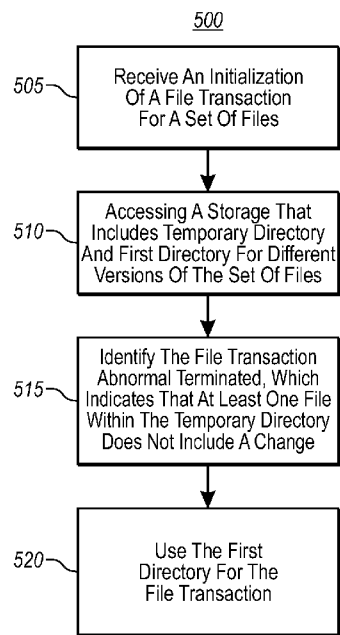 500
505
Receive An Initialization
Of A File Transaction
For A Set Of Files
510
Accessing A Storage That
Includes Temporary Directory
And First Directory For Different
Versions Of The Set Of Files
515
Identify The File Transaction
Abnormal Terminated, Which
Indicates That At Least One File
Within The Temporary Directory
Does Not Include A Change
520
Use The First
Directory For The
File Transaction